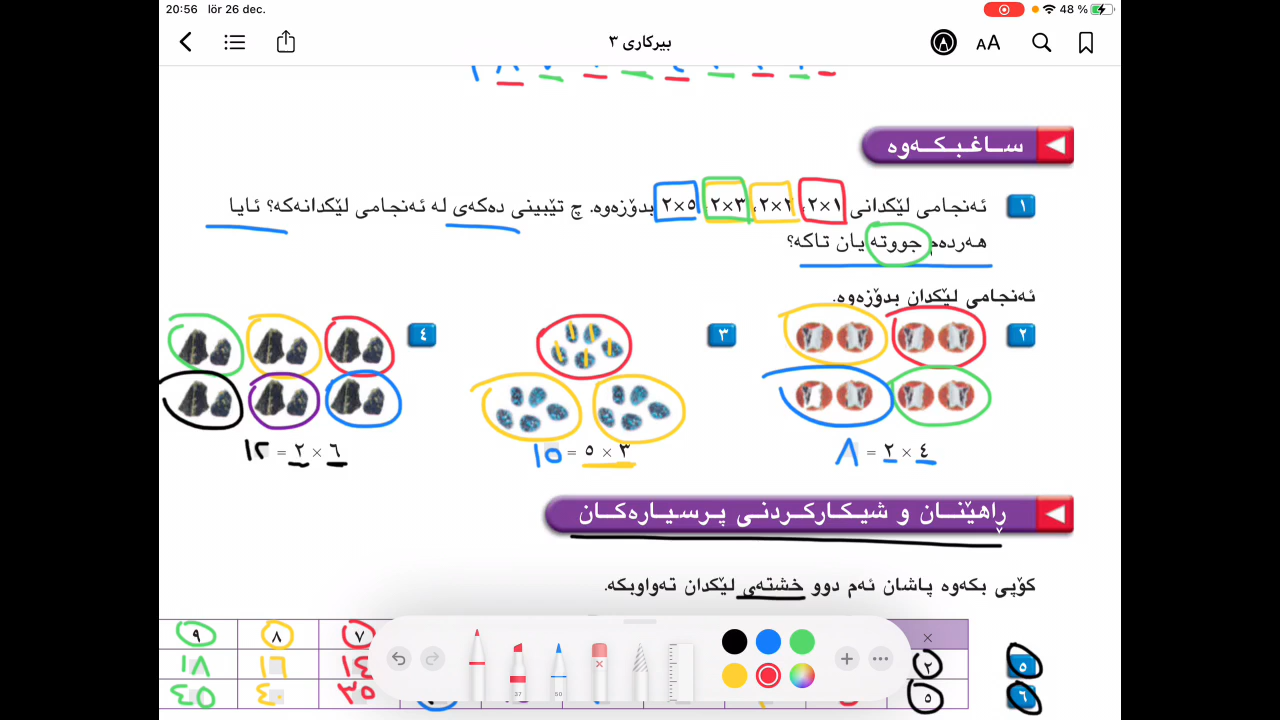 20:56 lör 26 dec. 48 %
بیرکاری ٣
AA
ساغبکەوە
١ ئەنجامی لێکدانی ٢×١، ٢×٢، ٢×٣، ٢×٥ بدۆزەوە. چ تێبینی دەکەی لە ئەنجامی لێکدانەکە؟ ئایا
هەردەم جووتە یان تاکە؟
ئەنجامی لێکدان بدۆزەوە.
٢ ٣ ٤
٤ × ٢ = ٨
٣ × ٥ = ١٥
٦ × ٢ = ١٢
ڕاهێنان و شیکارکردنی پرسیارەکان
کۆپی بکەوە پاشان ئەم دوو خشتەی لێکدان تەواوبکە.
× ٧ ٨ ٩
٥ ٢ ١٤ ١٦ ١٨
٦ ٥ ٣٥ ٤٠ ٤٥